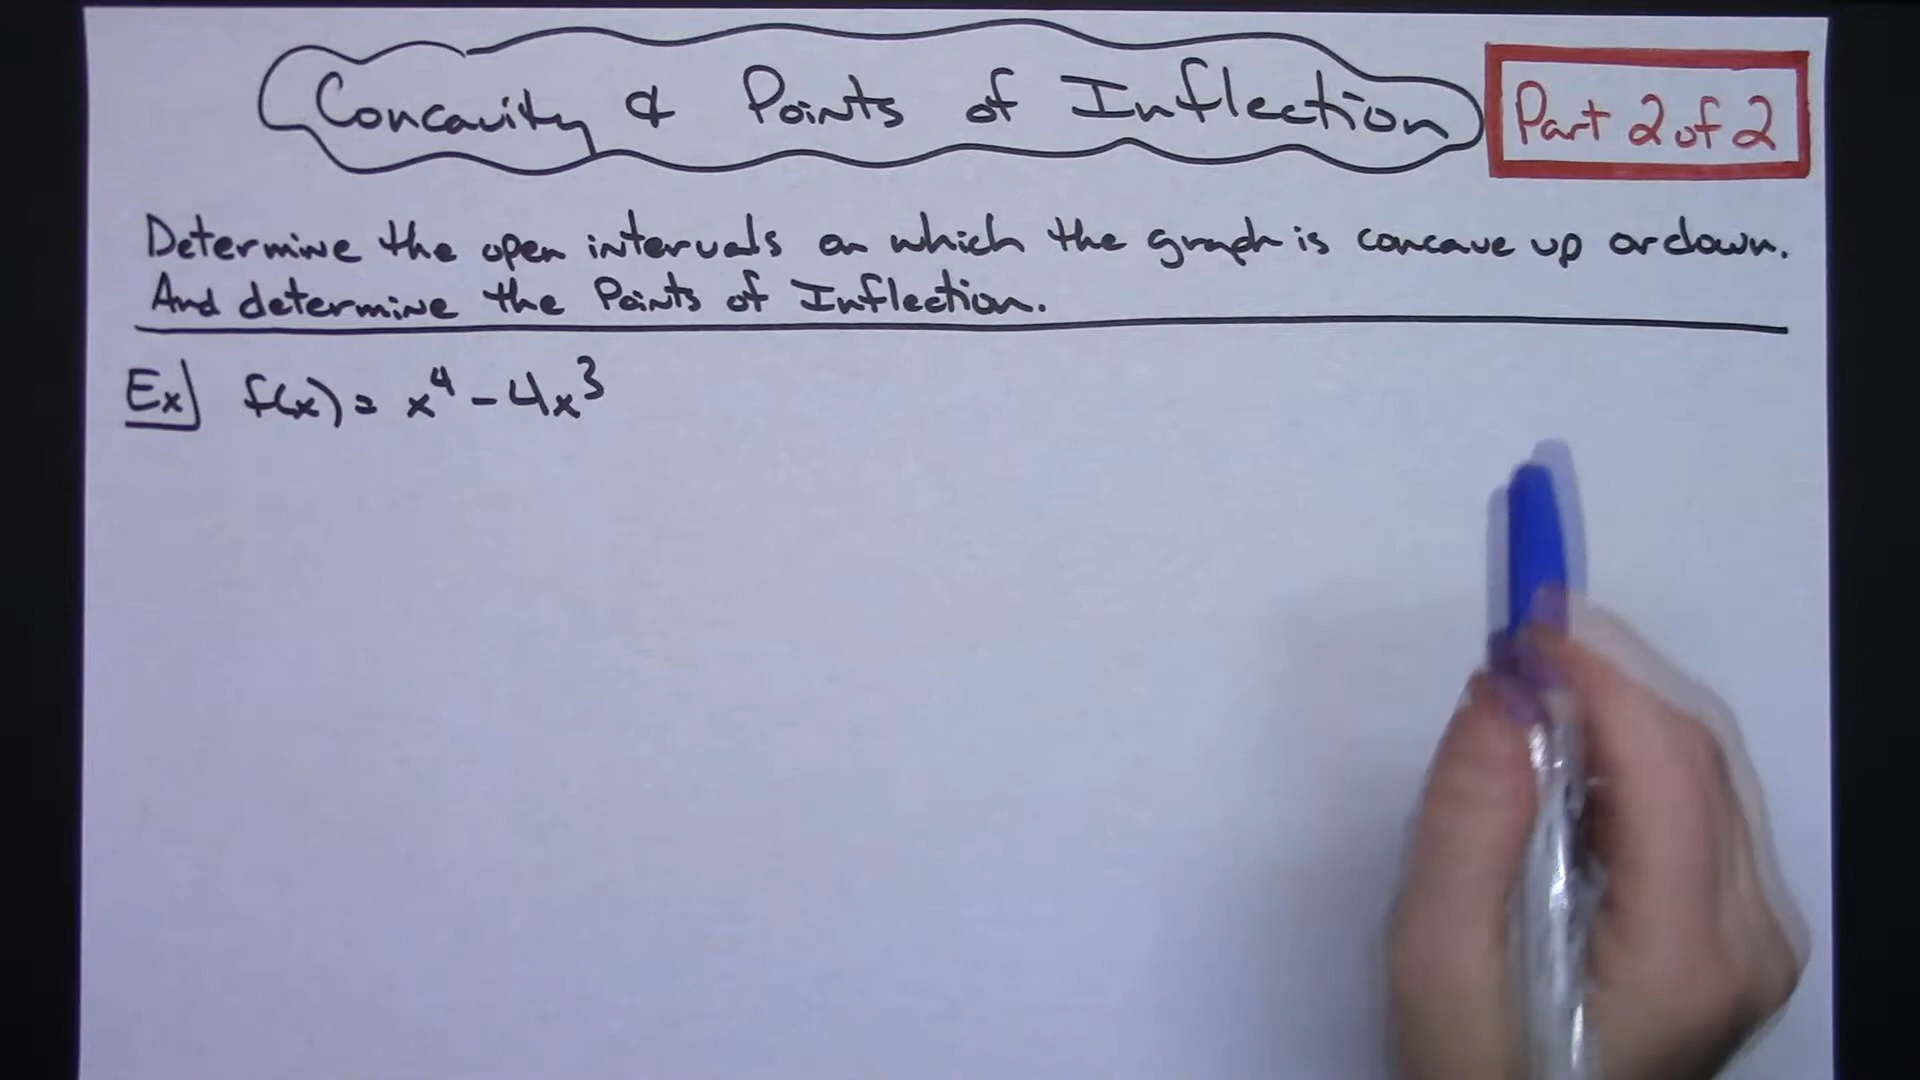 Concavity & Points of Inflection
Part 2 of 2
Determine the open intervals on which the graph is concave up or down.
And determine the Points of Inflection.
Ex] f(x) = x⁴ - 4x³